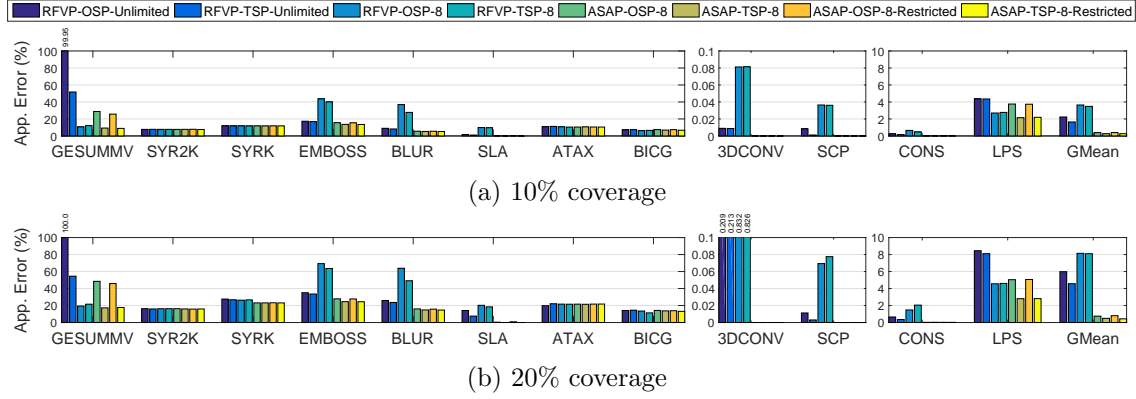 RFVP-OSP-Unlimited RFVP-TSP-Unlimited RFVP-OSP-8 RFVP-TSP-8 ASAP-OSP-8 ASAP-TSP-8 ASAP-OSP-8-Restricted ASAP-TSP-8-Restricted
99.95
App. Error (%)
100 0.1 10
80 0.08 8
60 0.06 6
40 0.04 4
20 0.02 2
0 0 0
GESUMMV SYR2K SYRK EMBOSS BLUR SLA ATAX BICG 3DCONV SCP CONS LPS GMean
(a) 10% coverage
100.0 0.209 0.213 0.832 0.826
App. Error (%)
100 0.1 10
80 0.08 8
60 0.06 6
40 0.04 4
20 0.02 2
0 0 0
GESUMMV SYR2K SYRK EMBOSS BLUR SLA ATAX BICG 3DCONV SCP CONS LPS GMean
(b) 20% coverage